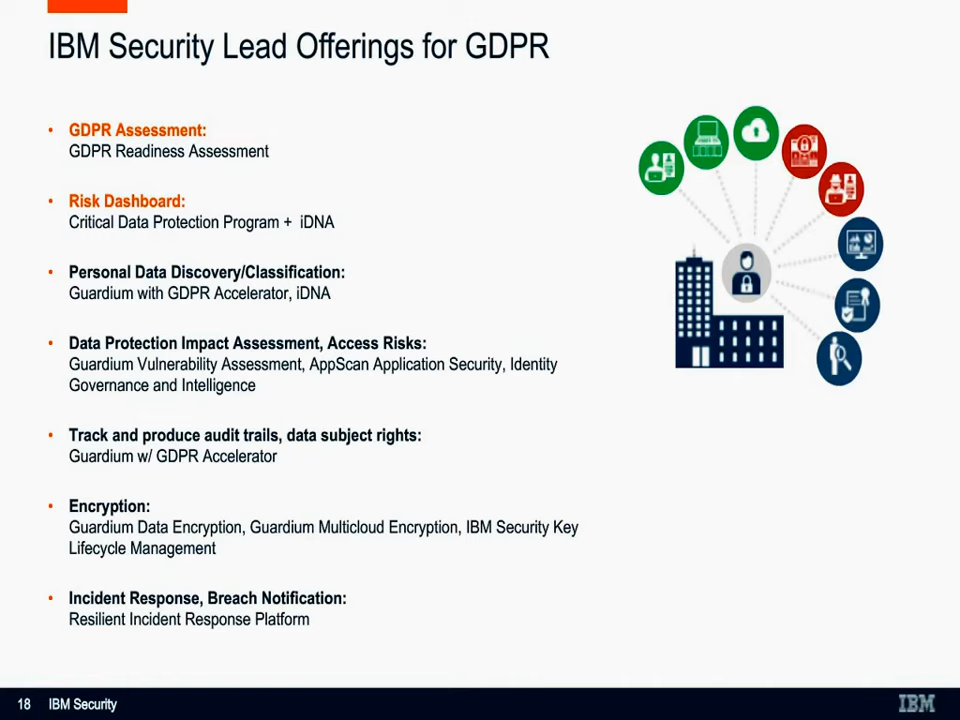 IBM Security Lead Offerings for GDPR
• GDPR Assessment:
GDPR Readiness Assessment
• Risk Dashboard:
Critical Data Protection Program + iDNA
• Personal Data Discovery/Classification:
Guardium with GDPR Accelerator, iDNA
• Data Protection Impact Assessment, Access Risks:
Guardium Vulnerability Assessment, AppScan Application Security, Identity
Governance and Intelligence
• Track and produce audit trails, data subject rights:
Guardium w/ GDPR Accelerator
• Encryption:
Guardium Data Encryption, Guardium Multicloud Encryption, IBM Security Key
Lifecycle Management
• Incident Response, Breach Notification:
Resilient Incident Response Platform
18 IBM Security
IBM